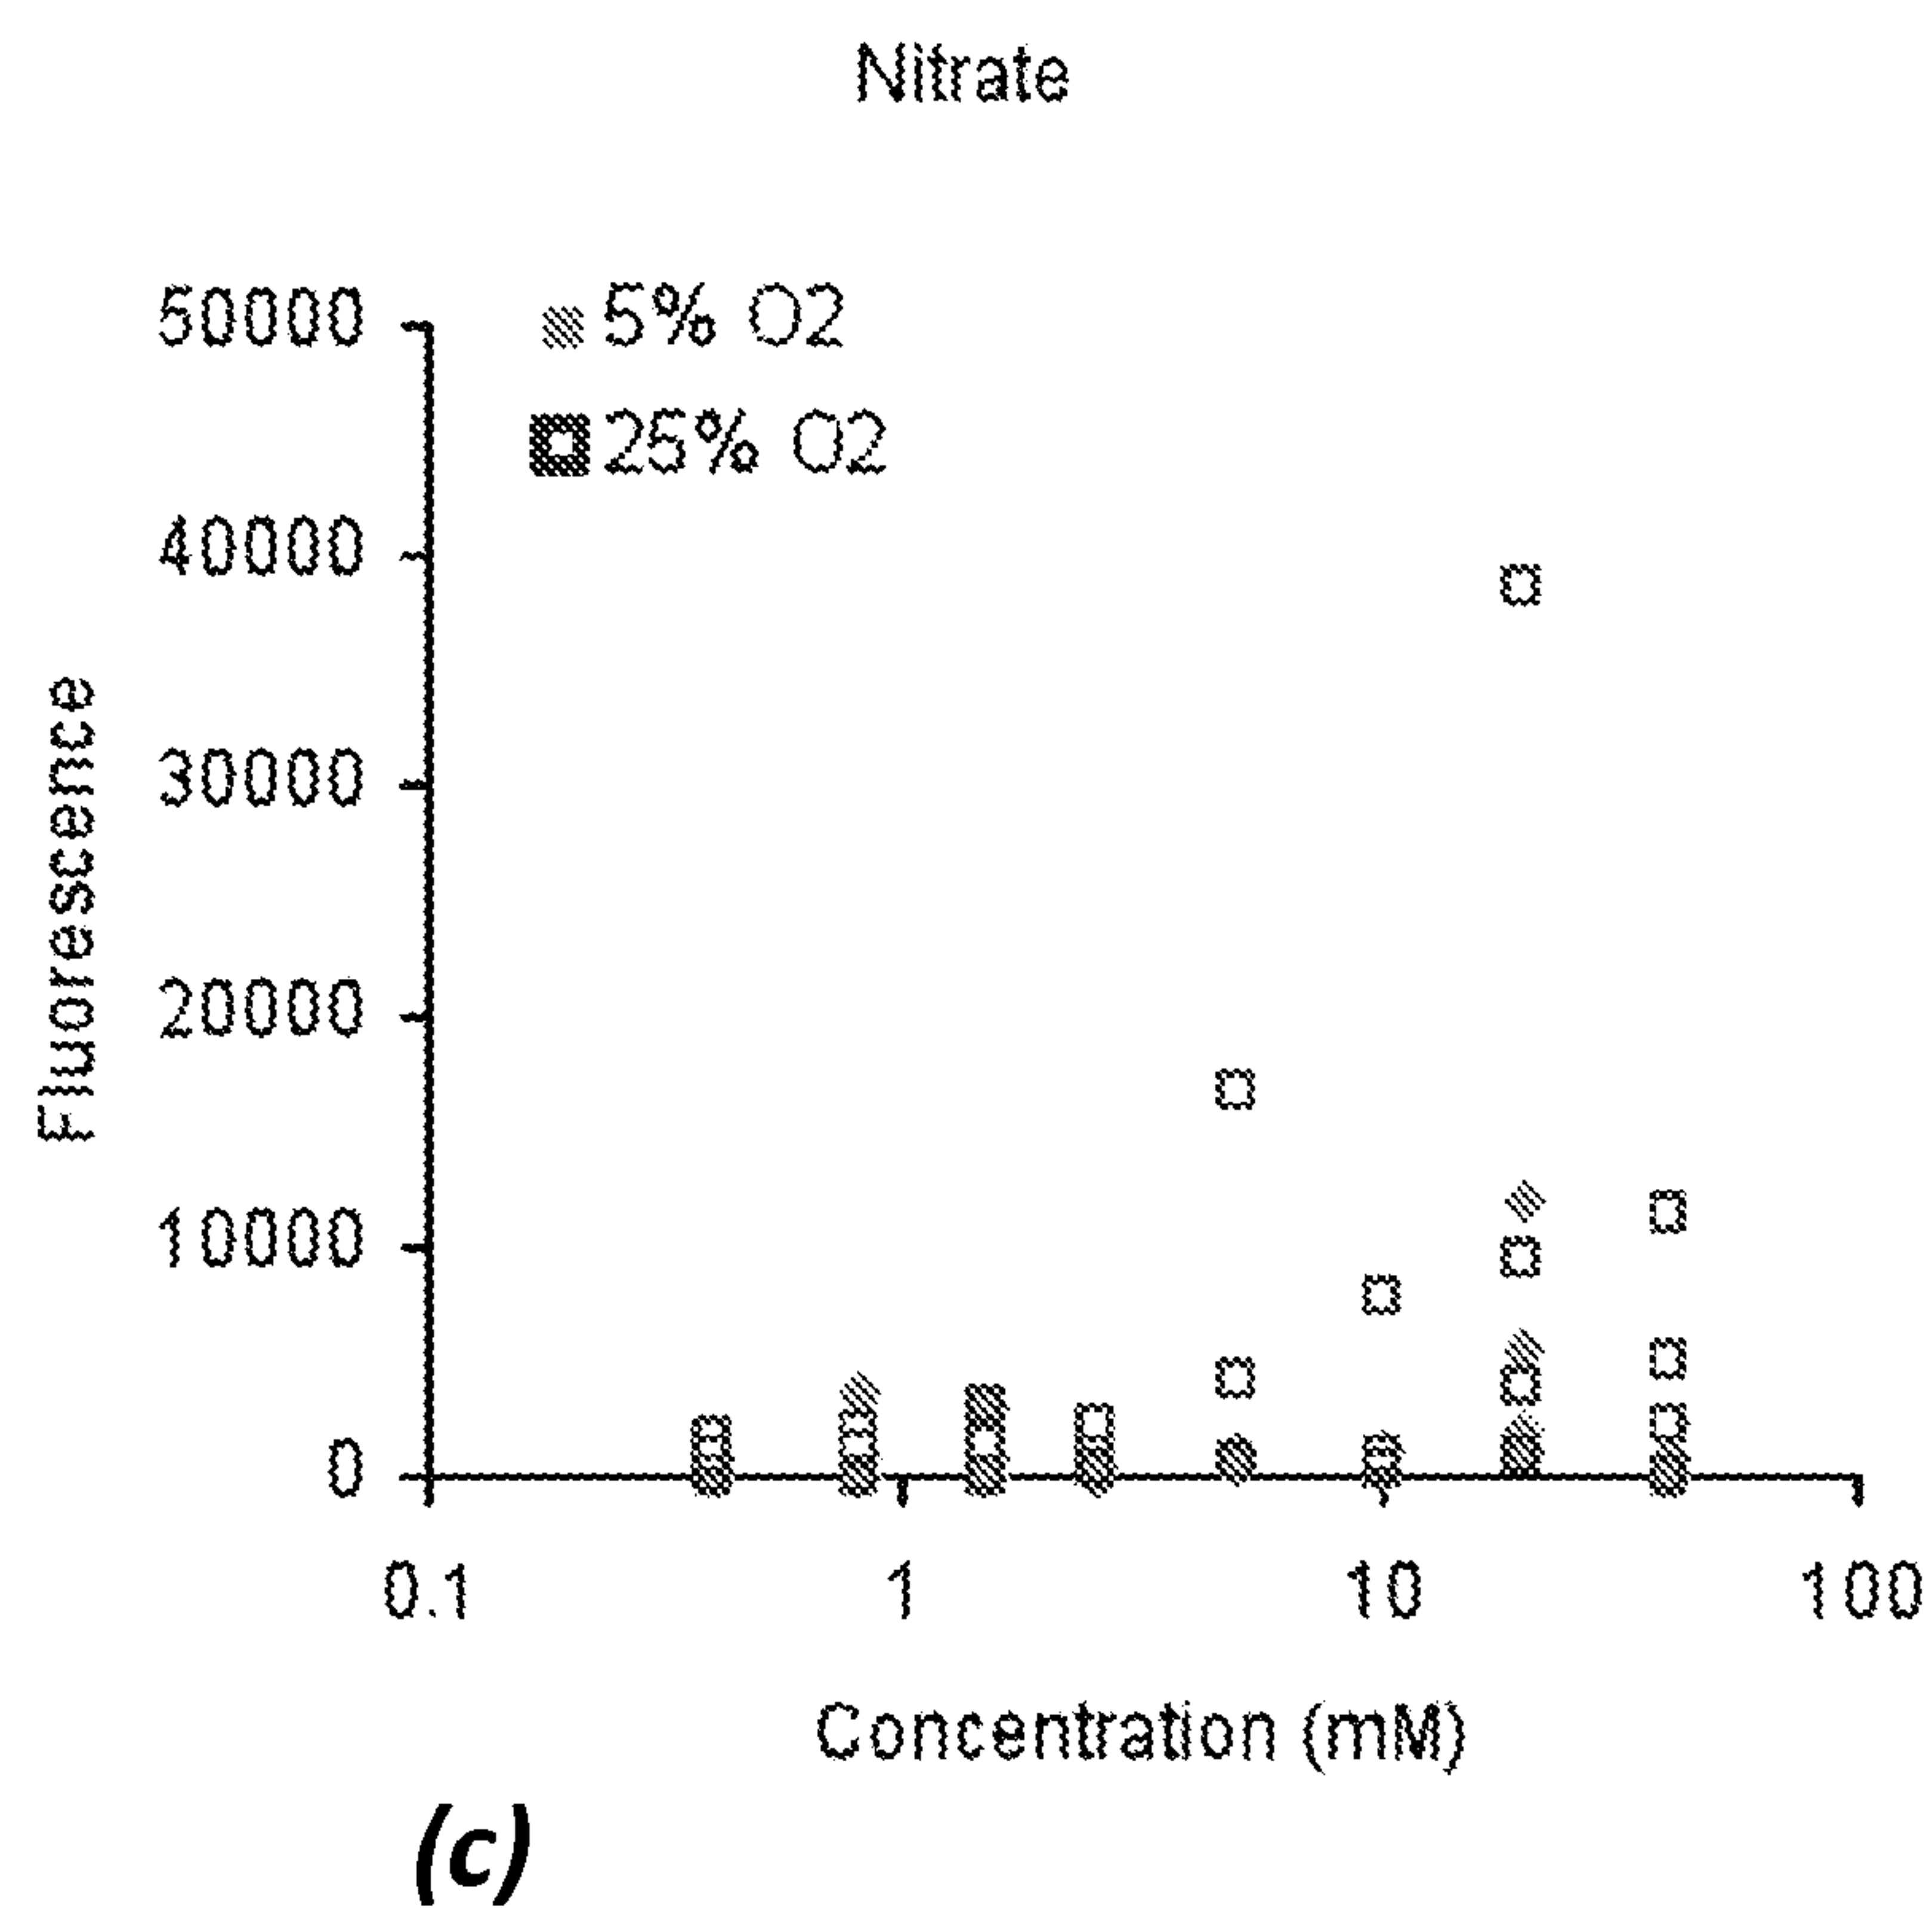 Nitrate
50000
40000
30000
20000
10000
0
5% O2
25% O2
Fluorescence
0.1
1
10
100
Concentration (mM)
(c)